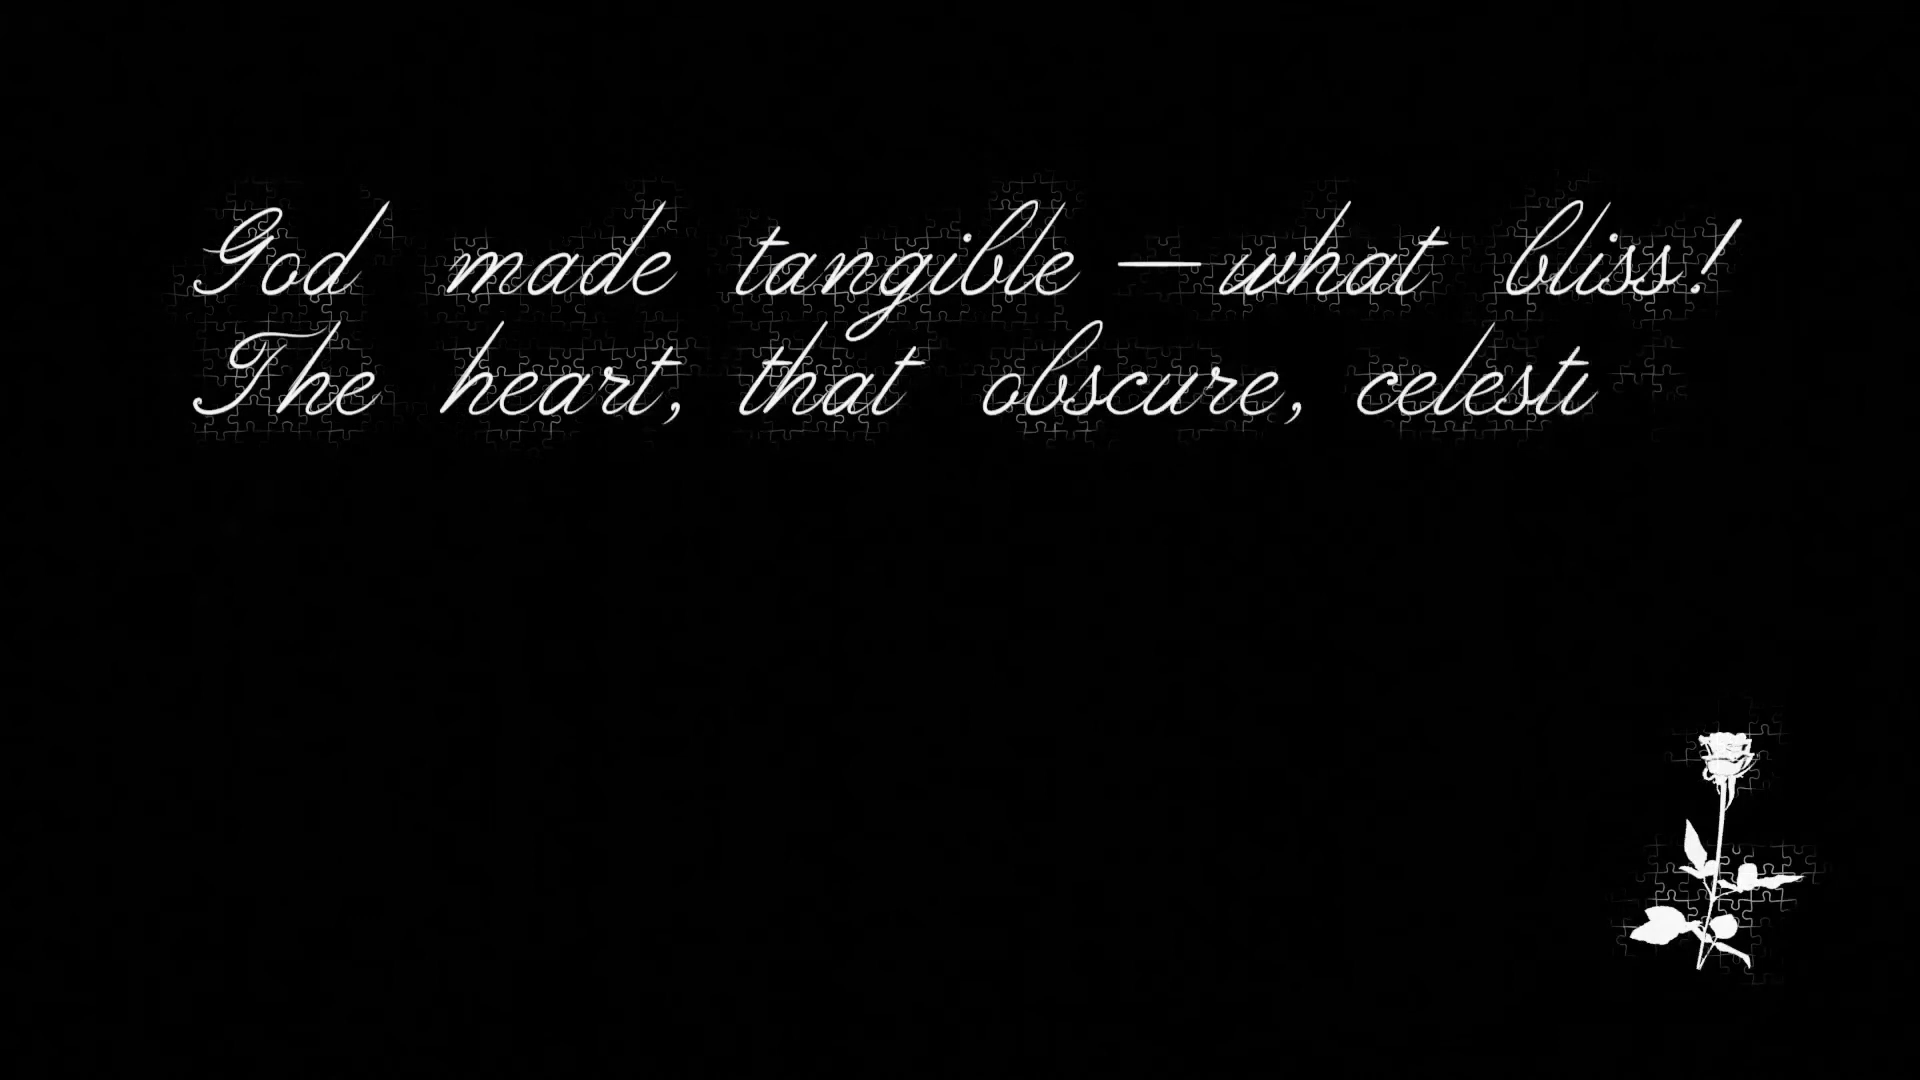 God made tangible — what bliss!
The heart, that obscure, celesti